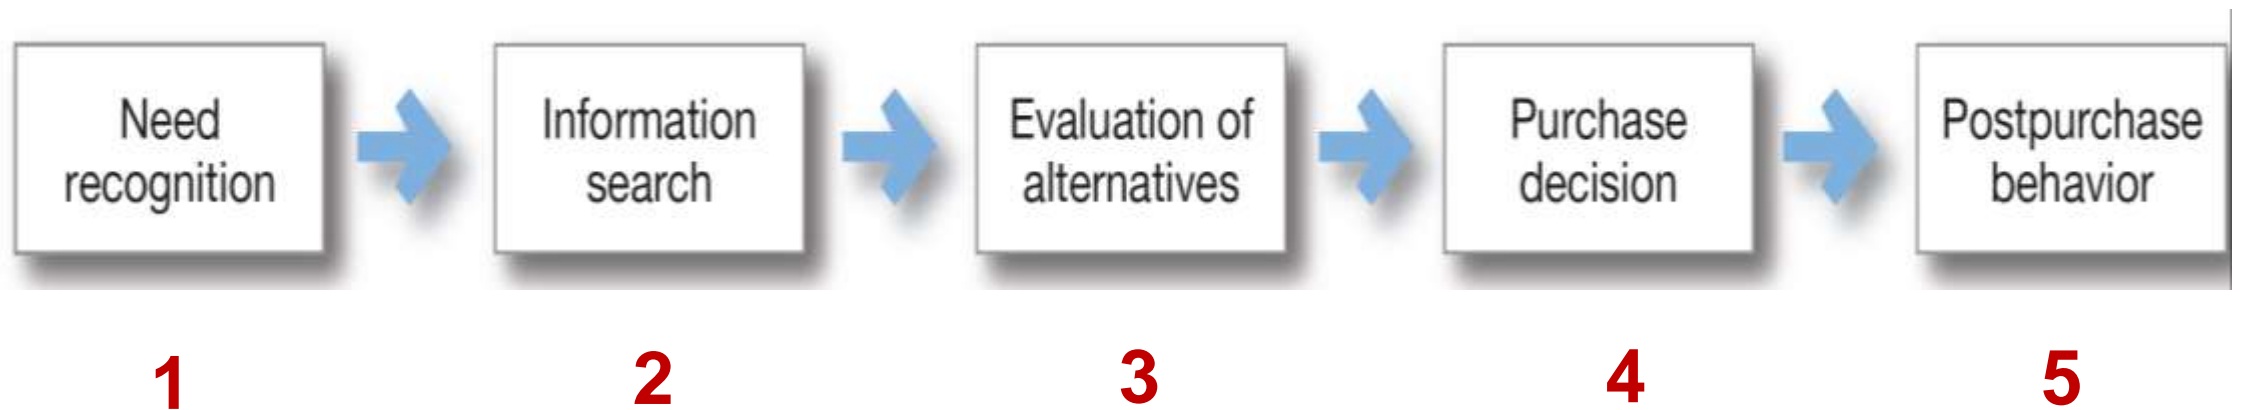 Need
recognition
Information
search
Evaluation of
alternatives
Purchase
decision
Postpurchase
behavior
1
2
3
4
5